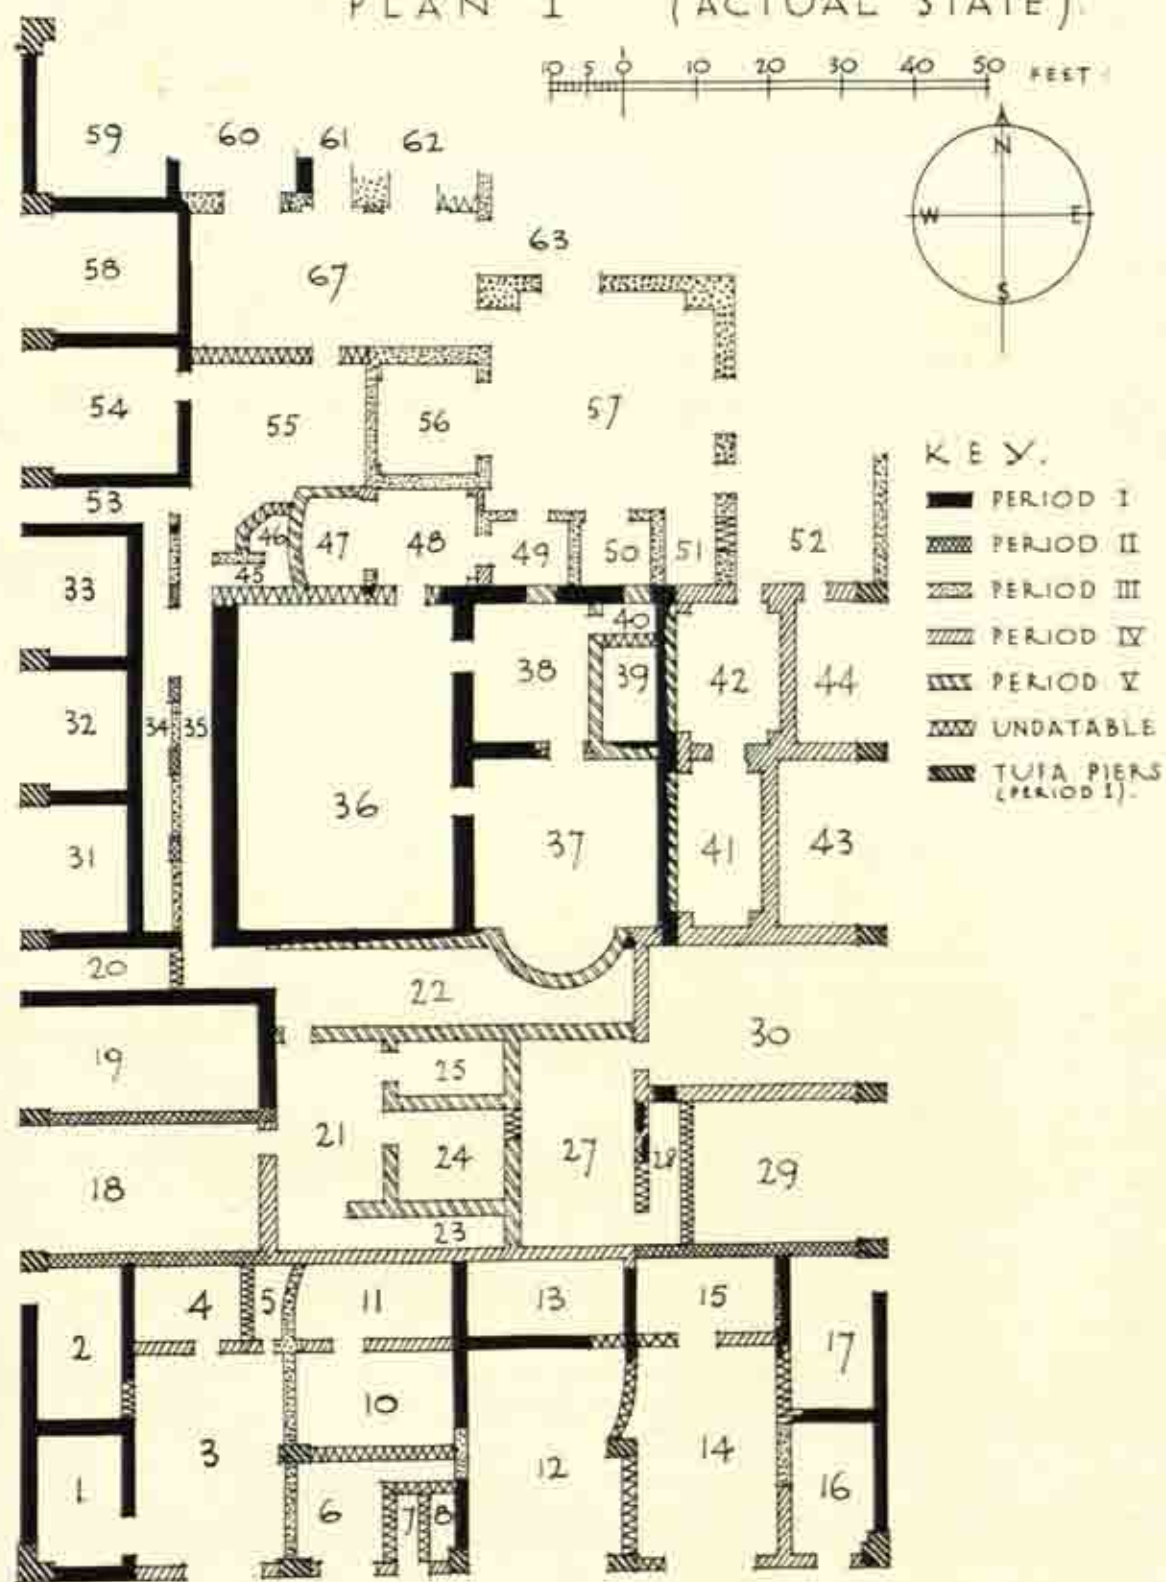 PLAN I (ACTUAL STATE).
10 5 0 10 20 30 40 50 FEET
N
W E
S
59 60 61 62
63
58 67
54 55 56 57
KEY.
PERIOD I
PERIOD II
PERIOD III
PERIOD IV
PERIOD V
UNDATABLE
TUFA PIERS
(PERIOD I).
53
46 47 48 49 50 51 52
45
33 40
38 39 42 44
32 34 35
36
31 37 41 43
20
22
30
19 25
21 24 27 28 29
18
23
4 5 11 13 15
2 17
10
3 12 14
1 6 7 8 16